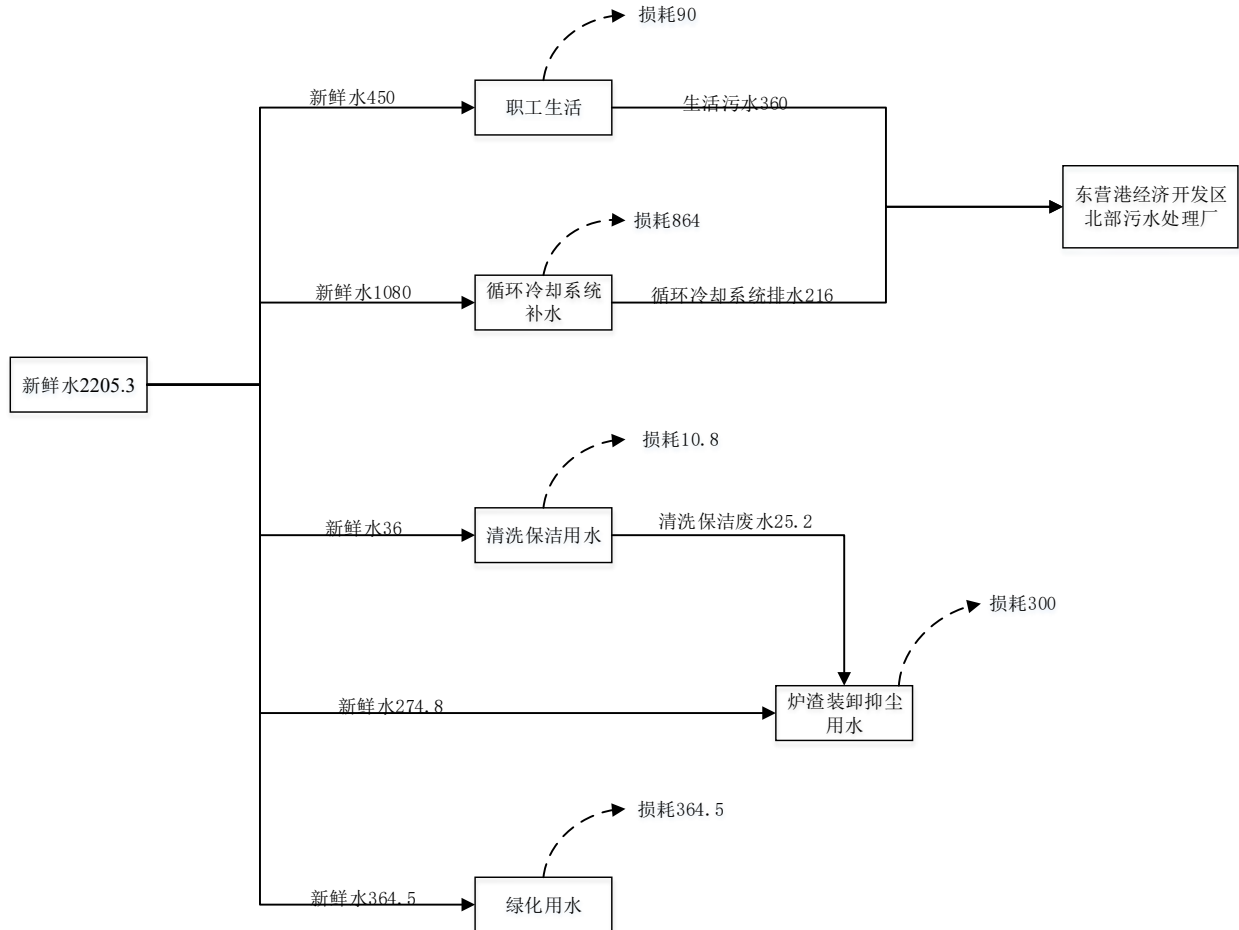 损耗90
新鲜水450
职工生活
生活污水360
东营港经济开发区
北部污水处理厂
损耗864
新鲜水1080
循环冷却系统
补水
循环冷却系统排水216
新鲜水2205.3
损耗10.8
新鲜水36
清洗保洁用水
清洗保洁废水25.2
损耗300
新鲜水274.8
炉渣装卸抑尘
用水
损耗364.5
新鲜水364.5
绿化用水